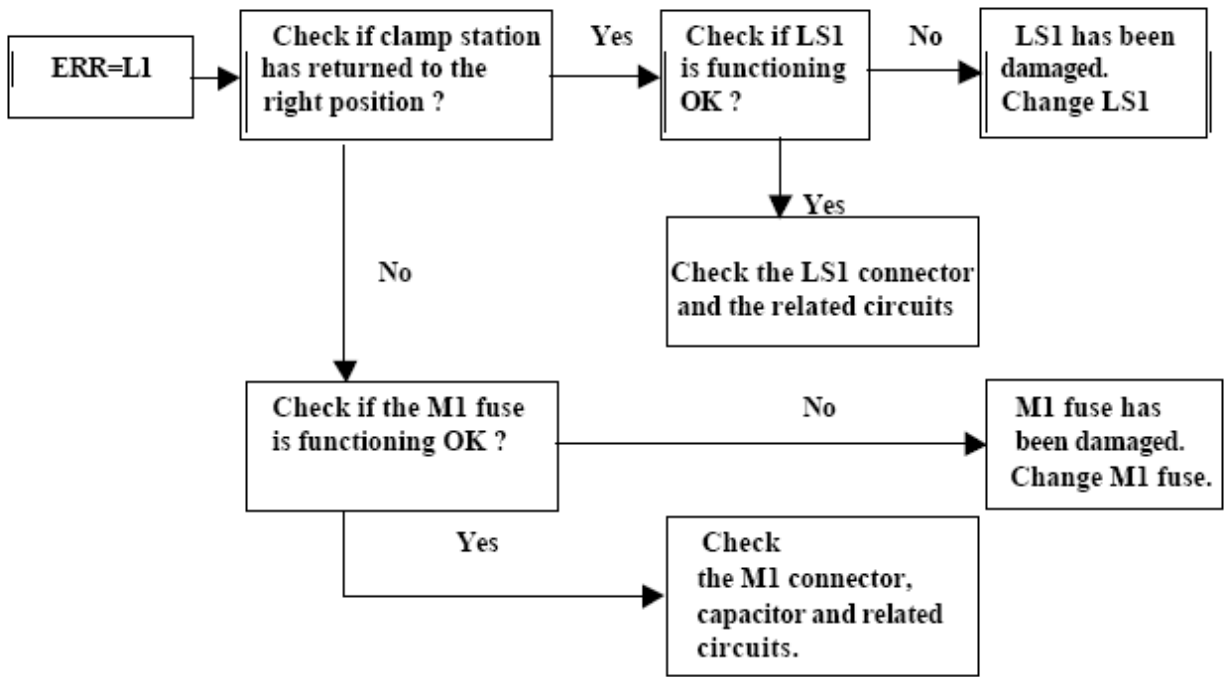 ERR=L1
Check if clamp station
has returned to the
right position ?
Yes
Check if LS1
is functioning
OK ?
No
LS1 has been
damaged.
Change LS1
Yes
Check the LS1 connector
and the related circuits
No
Check if the M1 fuse
is functioning OK ?
No
M1 fuse has
been damaged.
Change M1 fuse.
Yes
Check
the M1 connector,
capacitor and related
circuits.